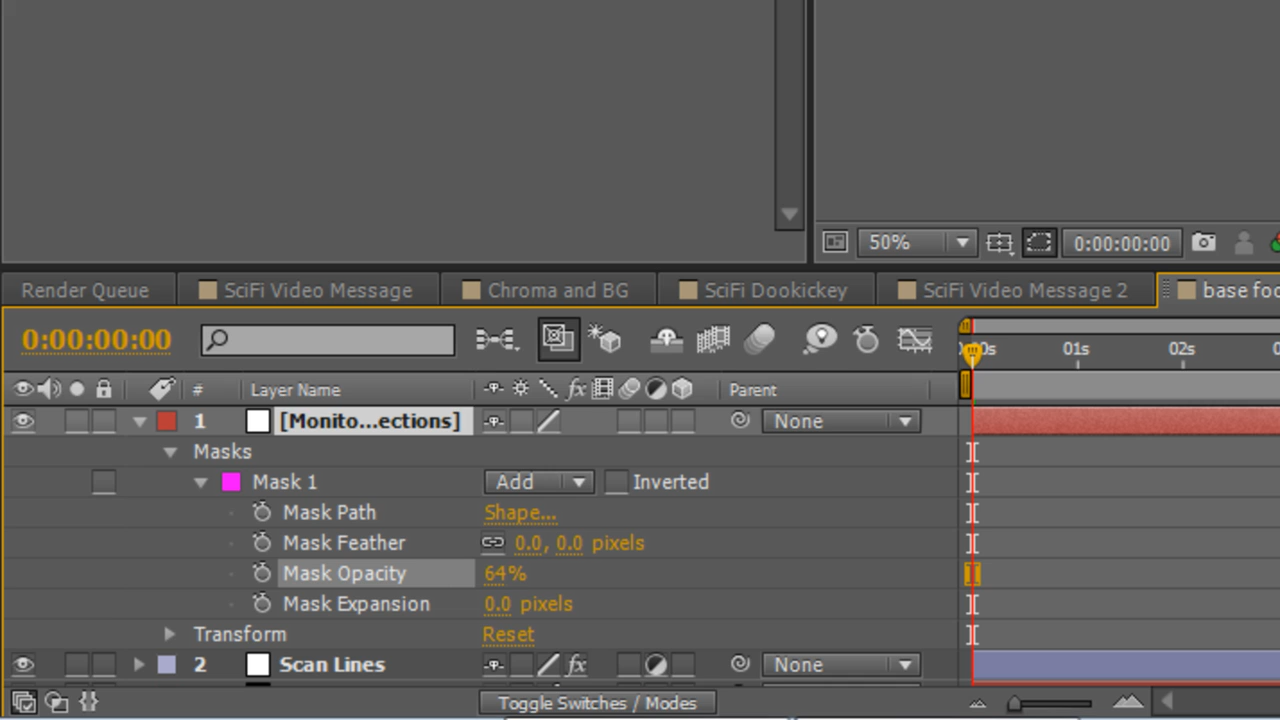 50%
0:00:00:00
Render Queue
SciFi Video Message
Chroma and BG
SciFi Dookickey
SciFi Video Message 2
base foo
0:00:00:00
0s 01s 02s
# Layer Name fx Parent
1 [Monito...ections] None
Masks
Mask 1 Add Inverted
Mask Path Shape...
Mask Feather 0.0, 0.0 pixels
Mask Opacity 64%
Mask Expansion 0.0 pixels
Transform Reset
2 Scan Lines fx None
Toggle Switches / Modes